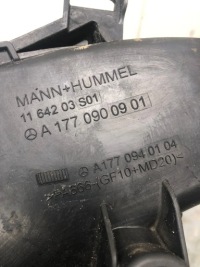 MANN+HUMMEL
11 642 03 S01
A 177 090 09 01
A 177 094 01 04
(GF10+MD20)